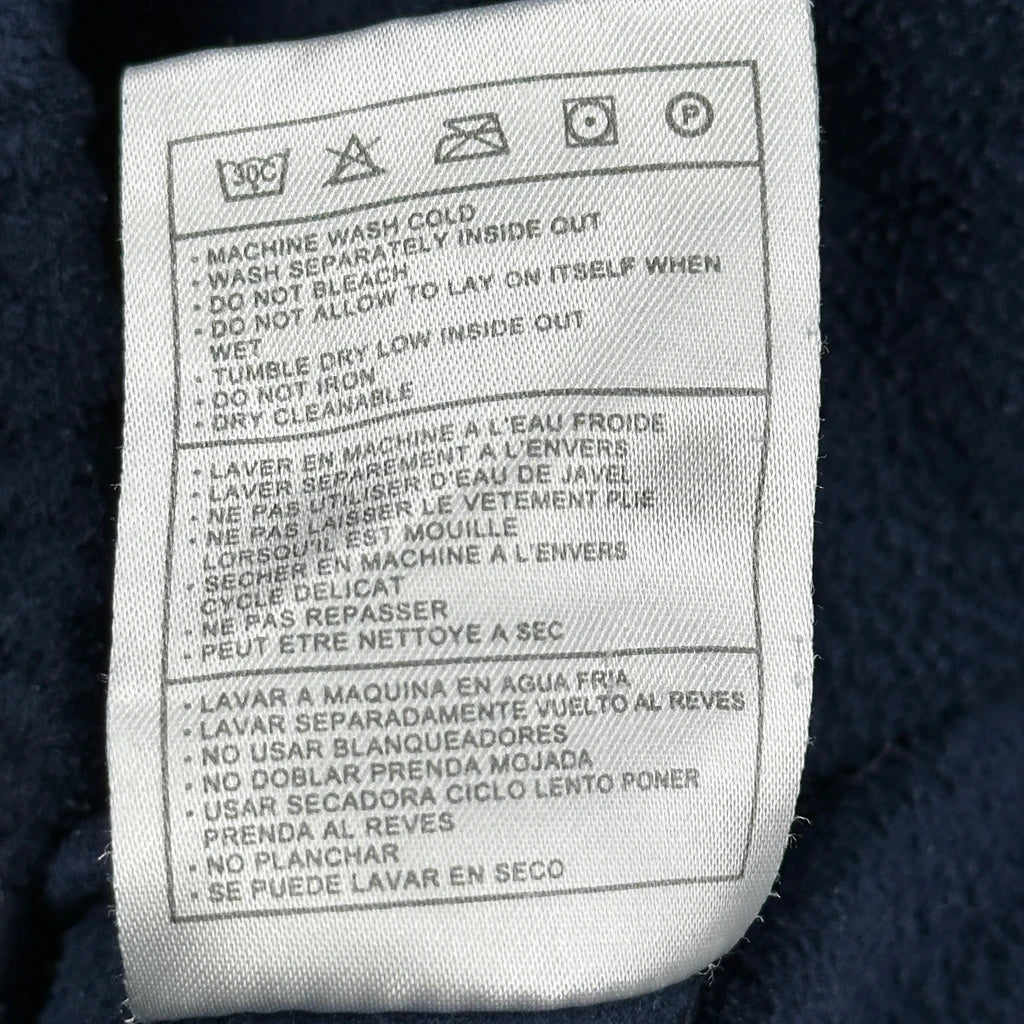 30C P
· MACHINE WASH COLD
· WASH SEPARATELY INSIDE OUT
· DO NOT BLEACH
· DO NOT ALLOW TO LAY ON ITSELF WHEN
WET
· TUMBLE DRY LOW INSIDE OUT
· DO NOT IRON
· DRY CLEANABLE
· LAVER EN MACHINE A L'EAU FROIDE
· LAVER SEPAREMENT A L'ENVERS
· NE PAS UTILISER D'EAU DE JAVEL
· NE PAS LAISSER LE VETEMENT PLIE
LORSQU'IL EST MOUILLE
· SECHER EN MACHINE A L'ENVERS
CYCLE DELICAT
· NE PAS REPASSER
· PEUT ETRE NETTOYE A SEC
· LAVAR A MAQUINA EN AGUA FRIA
· LAVAR SEPARADAMENTE VUELTO AL REVES
· NO USAR BLANQUEADORES
· NO DOBLAR PRENDA MOJADA
· USAR SECADORA CICLO LENTO PONER
PRENDA AL REVES
· NO PLANCHAR
· SE PUEDE LAVAR EN SECO